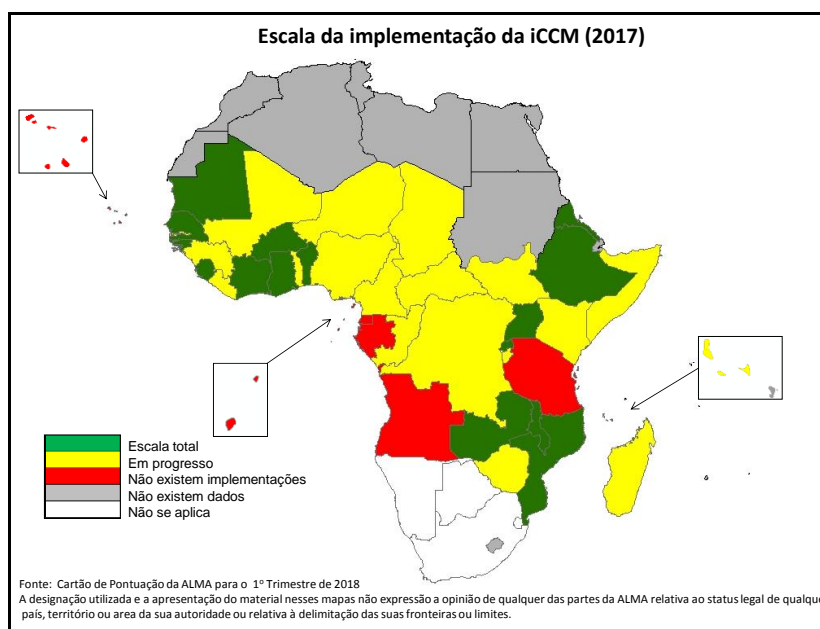 Escala da implementação da iCCM (2017)
Escala total
Em progresso
Não existem implementações
Não existem dados
Não se aplica
Fonte: Cartão de Pontuação da ALMA para o 1º Trimestre de 2018
A designação utilizada e a apresentação do material nesses mapas não expressão a opinião de qualquer das partes da ALMA relativa ao status legal de qualque
país, território ou area da sua autoridade ou relativa à delimitação das suas fronteiras ou limites.